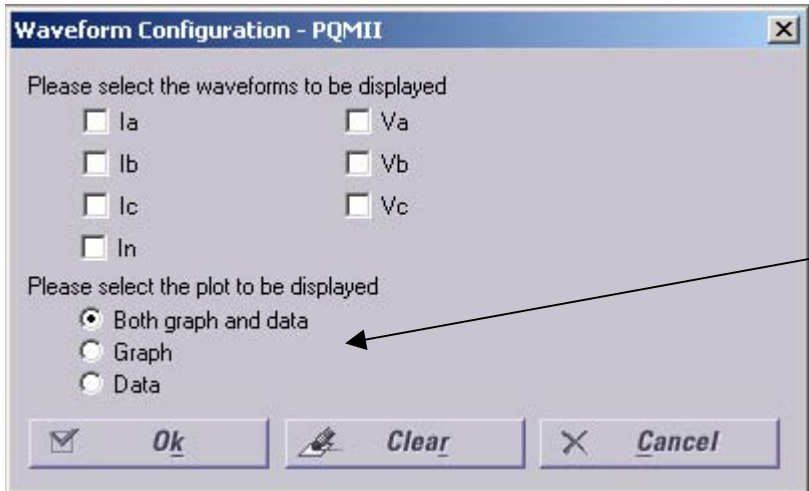 Waveform Configuration - PQMII
Please select the waveforms to be displayed
Ia Va
Ib Vb
Ic Vc
In
Please select the plot to be displayed
Both graph and data
Graph
Data
Ok Clear Cancel